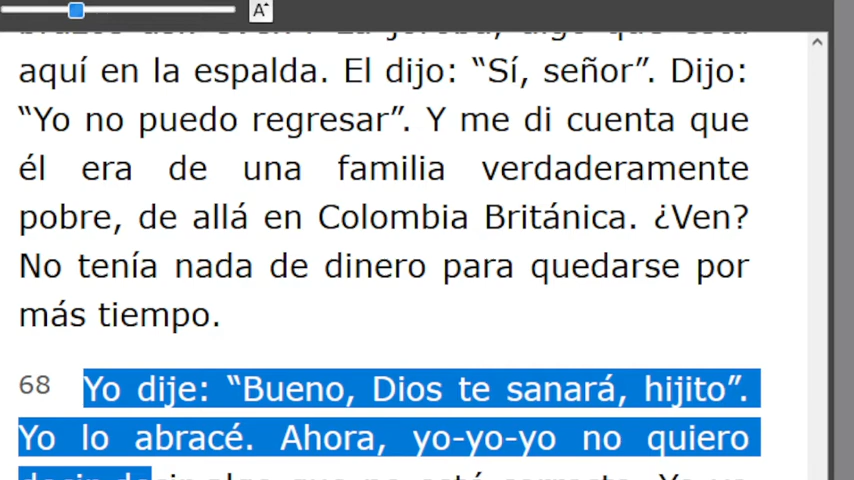 A
aquí en la espalda. El dijo: “Sí, señor”. Dijo:
“Yo no puedo regresar”. Y me di cuenta que
él era de una familia verdaderamente
pobre, de allá en Colombia Británica. ¿Ven?
No tenía nada de dinero para quedarse por
más tiempo.
68 Yo dije: “Bueno, Dios te sanará, hijito”.
Yo lo abracé. Ahora, yo-yo-yo no quiero